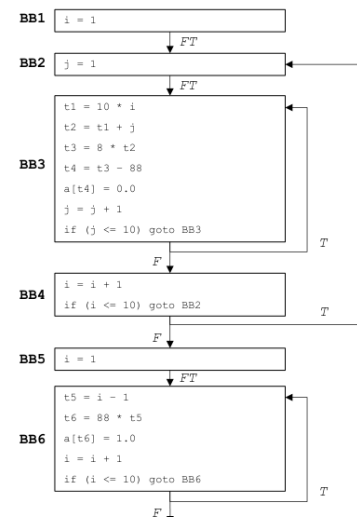 BB1 i = 1
FT
BB2 j = 1
FT
t1 = 10 * i
t2 = t1 + j
t3 = 8 * t2
BB3 t4 = t3 - 88
a[t4] = 0.0
j = j + 1
if (j <= 10) goto BB3
T
F
BB4 i = i + 1
if (i <= 10) goto BB2
T
F
BB5 i = 1
FT
t5 = i - 1
t6 = 88 * t5
BB6 a[t6] = 1.0
i = i + 1
if (i <= 10) goto BB6
T
F